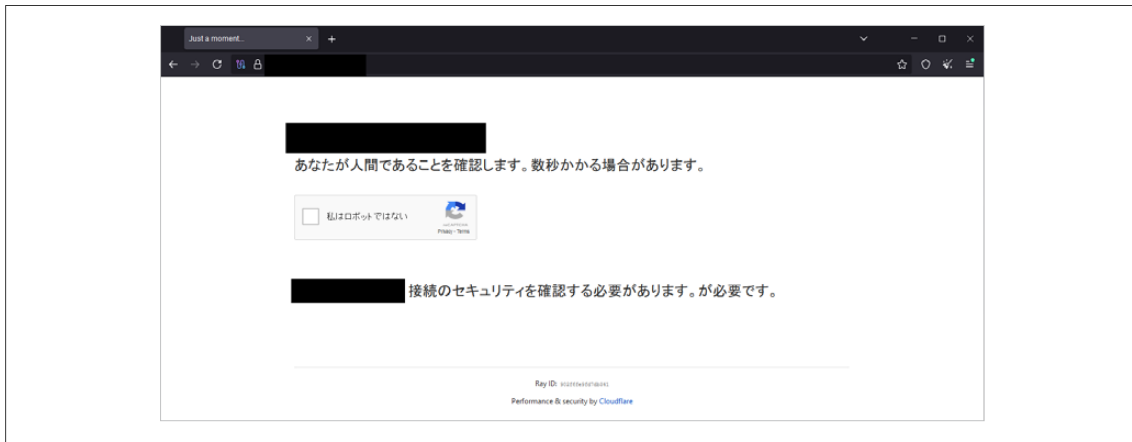 Just a moment...
あなたが人間であることを確認します。数秒かかる場合があります。
私はロボットではない
Privacy - Terms
接続のセキュリティを確認する必要があります。が必要です。
Ray ID:
Performance & security by Cloudflare